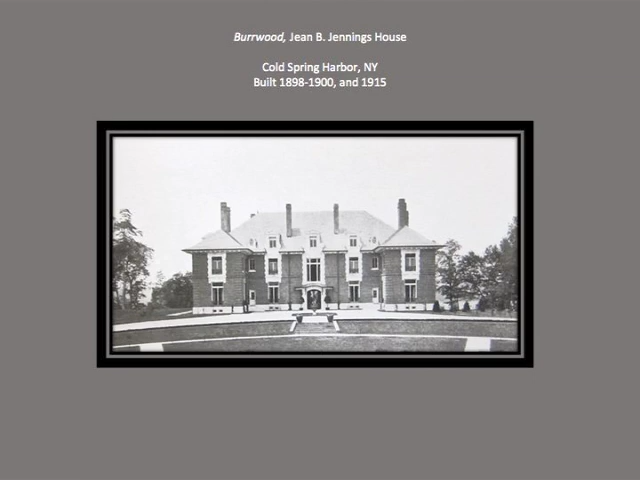 Burrwood, Jean B. Jennings House
Cold Spring Harbor, NY
Built 1898-1900, and 1915